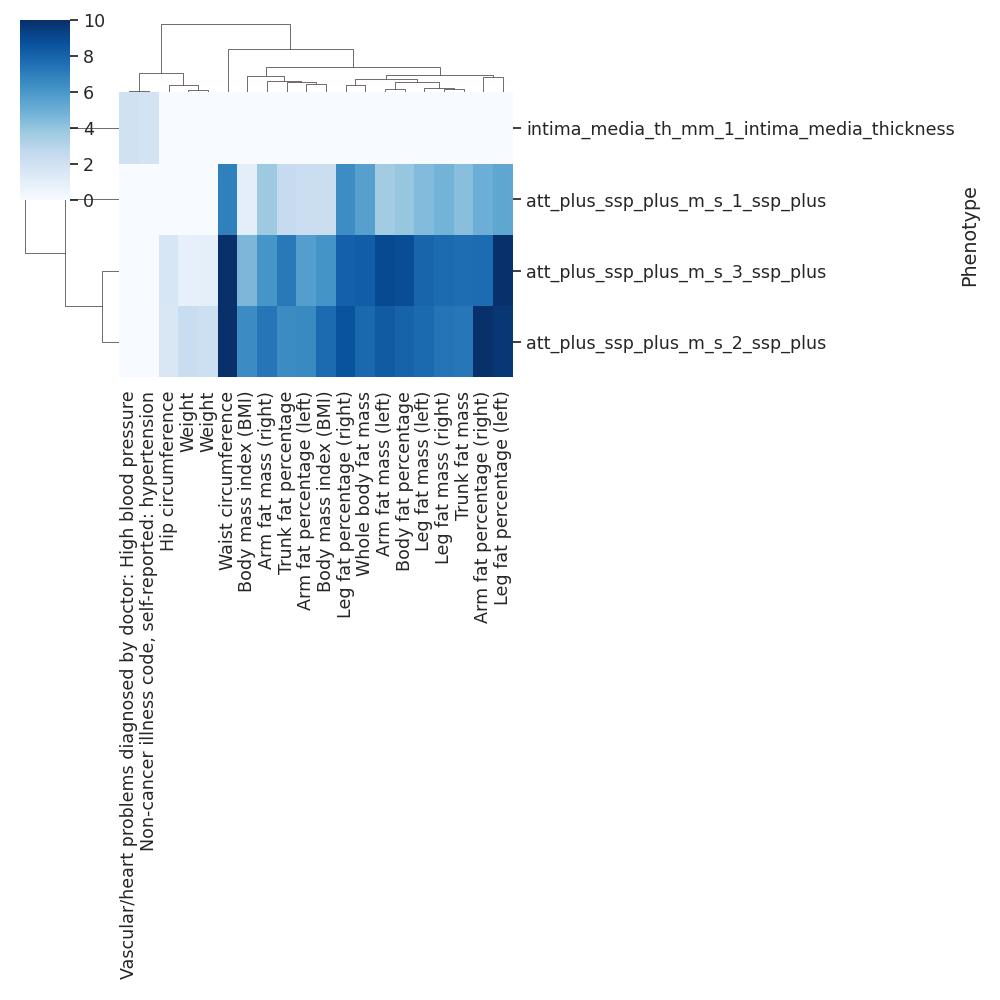 10
8
6
4
2
0
intima_media_th_mm_1_intima_media_thickness
att_plus_ssp_plus_m_s_1_ssp_plus
att_plus_ssp_plus_m_s_3_ssp_plus
att_plus_ssp_plus_m_s_2_ssp_plus
Phenotype
Vascular/heart problems diagnosed by doctor: High blood pressure
Non-cancer illness code, self-reported: hypertension
Hip circumference
Weight
Weight
Waist circumference
Body mass index (BMI)
Arm fat mass (right)
Trunk fat percentage
Arm fat percentage (left)
Body mass index (BMI)
Leg fat percentage (right)
Whole body fat mass
Arm fat mass (left)
Body fat percentage
Leg fat mass (left)
Leg fat mass (right)
Trunk fat mass
Arm fat percentage (right)
Leg fat percentage (left)